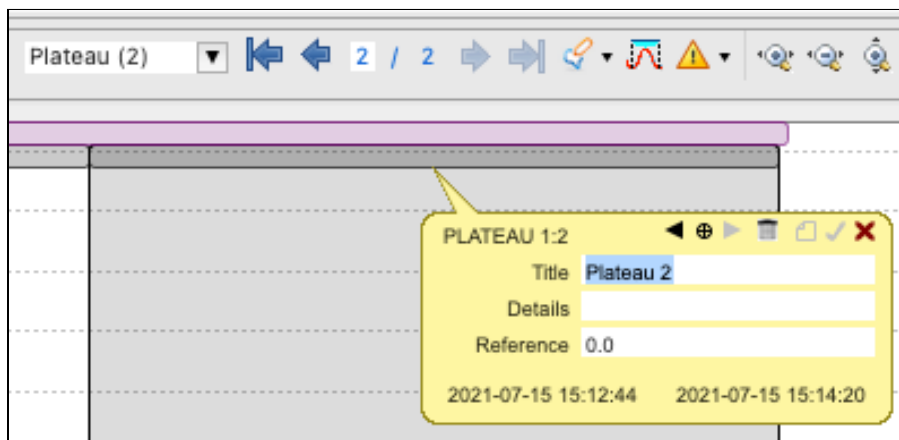 Plateau (2) 2 / 2
PLATEAU 1:2
Title Plateau 2
Details
Reference 0.0
2021-07-15 15:12:44 2021-07-15 15:14:20